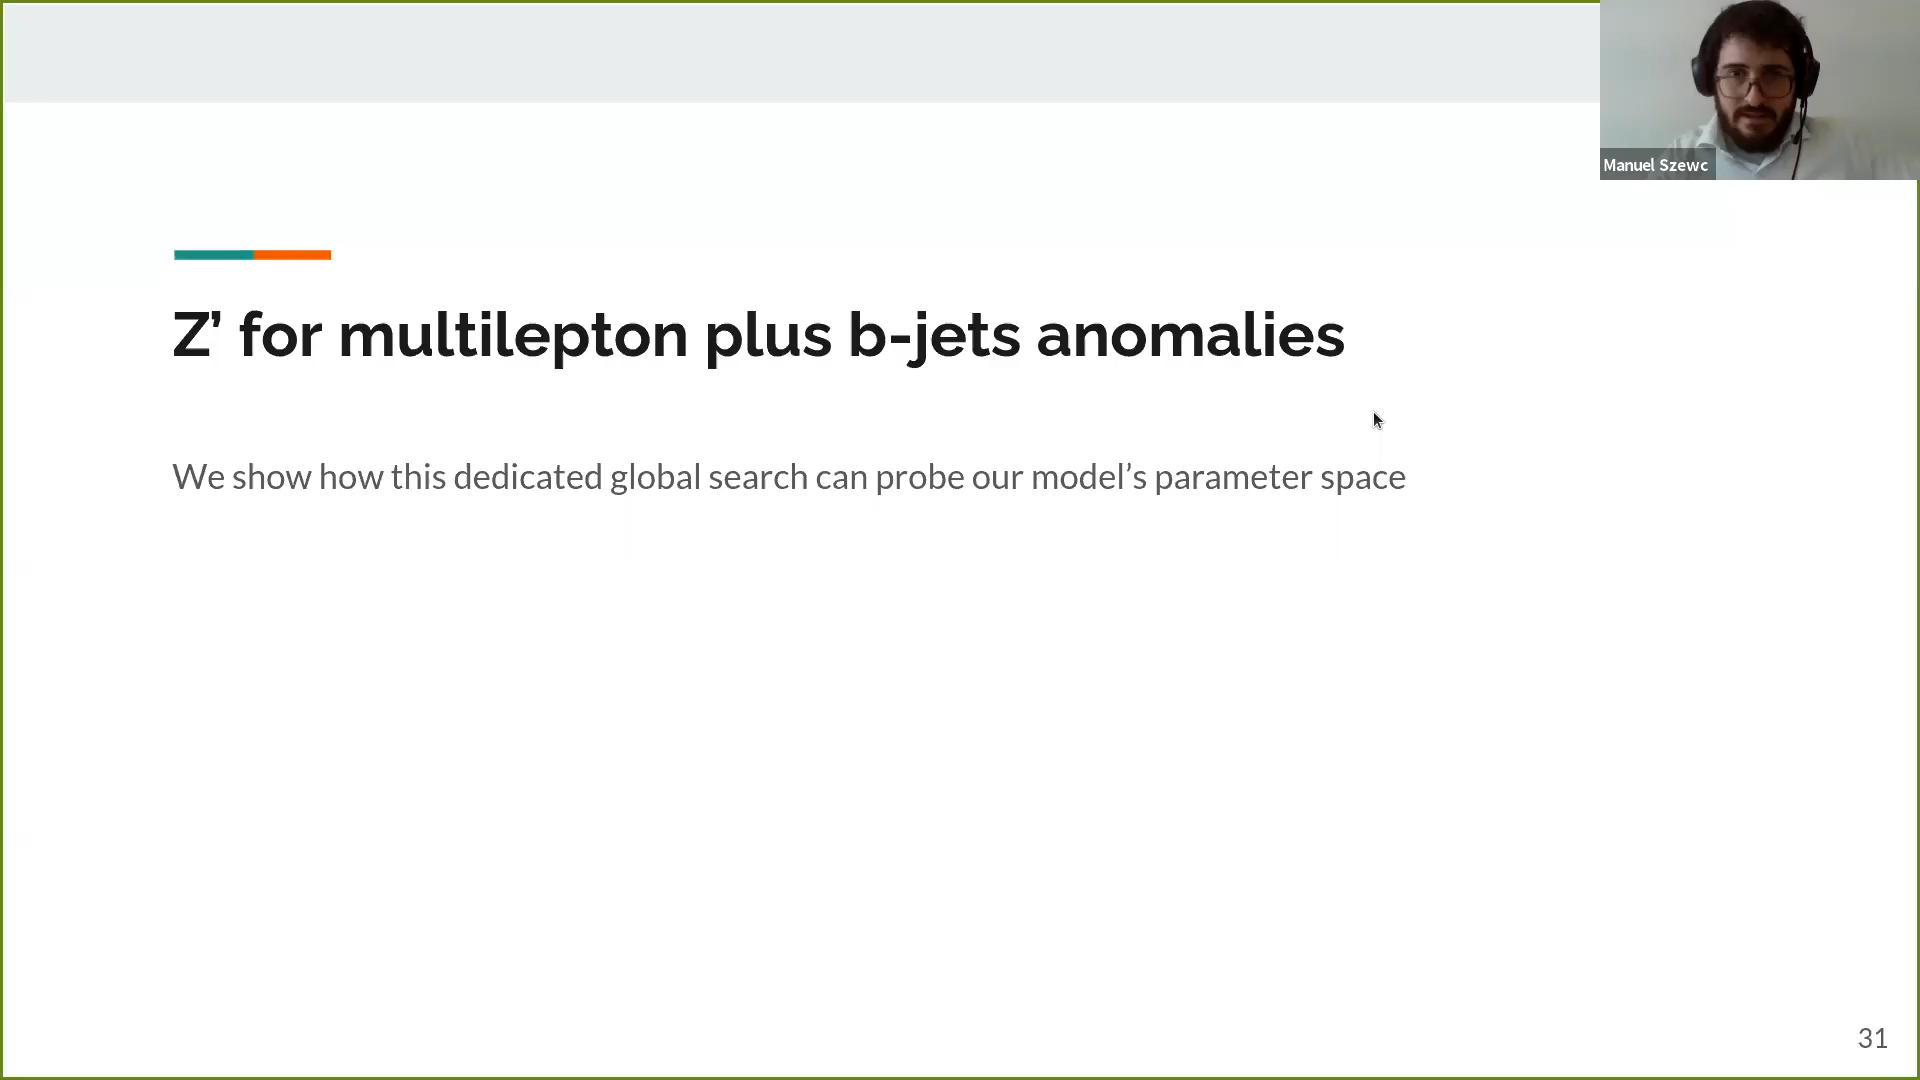 Manuel Szewc
Z’ for multilepton plus b-jets anomalies
We show how this dedicated global search can probe our model’s parameter space
31